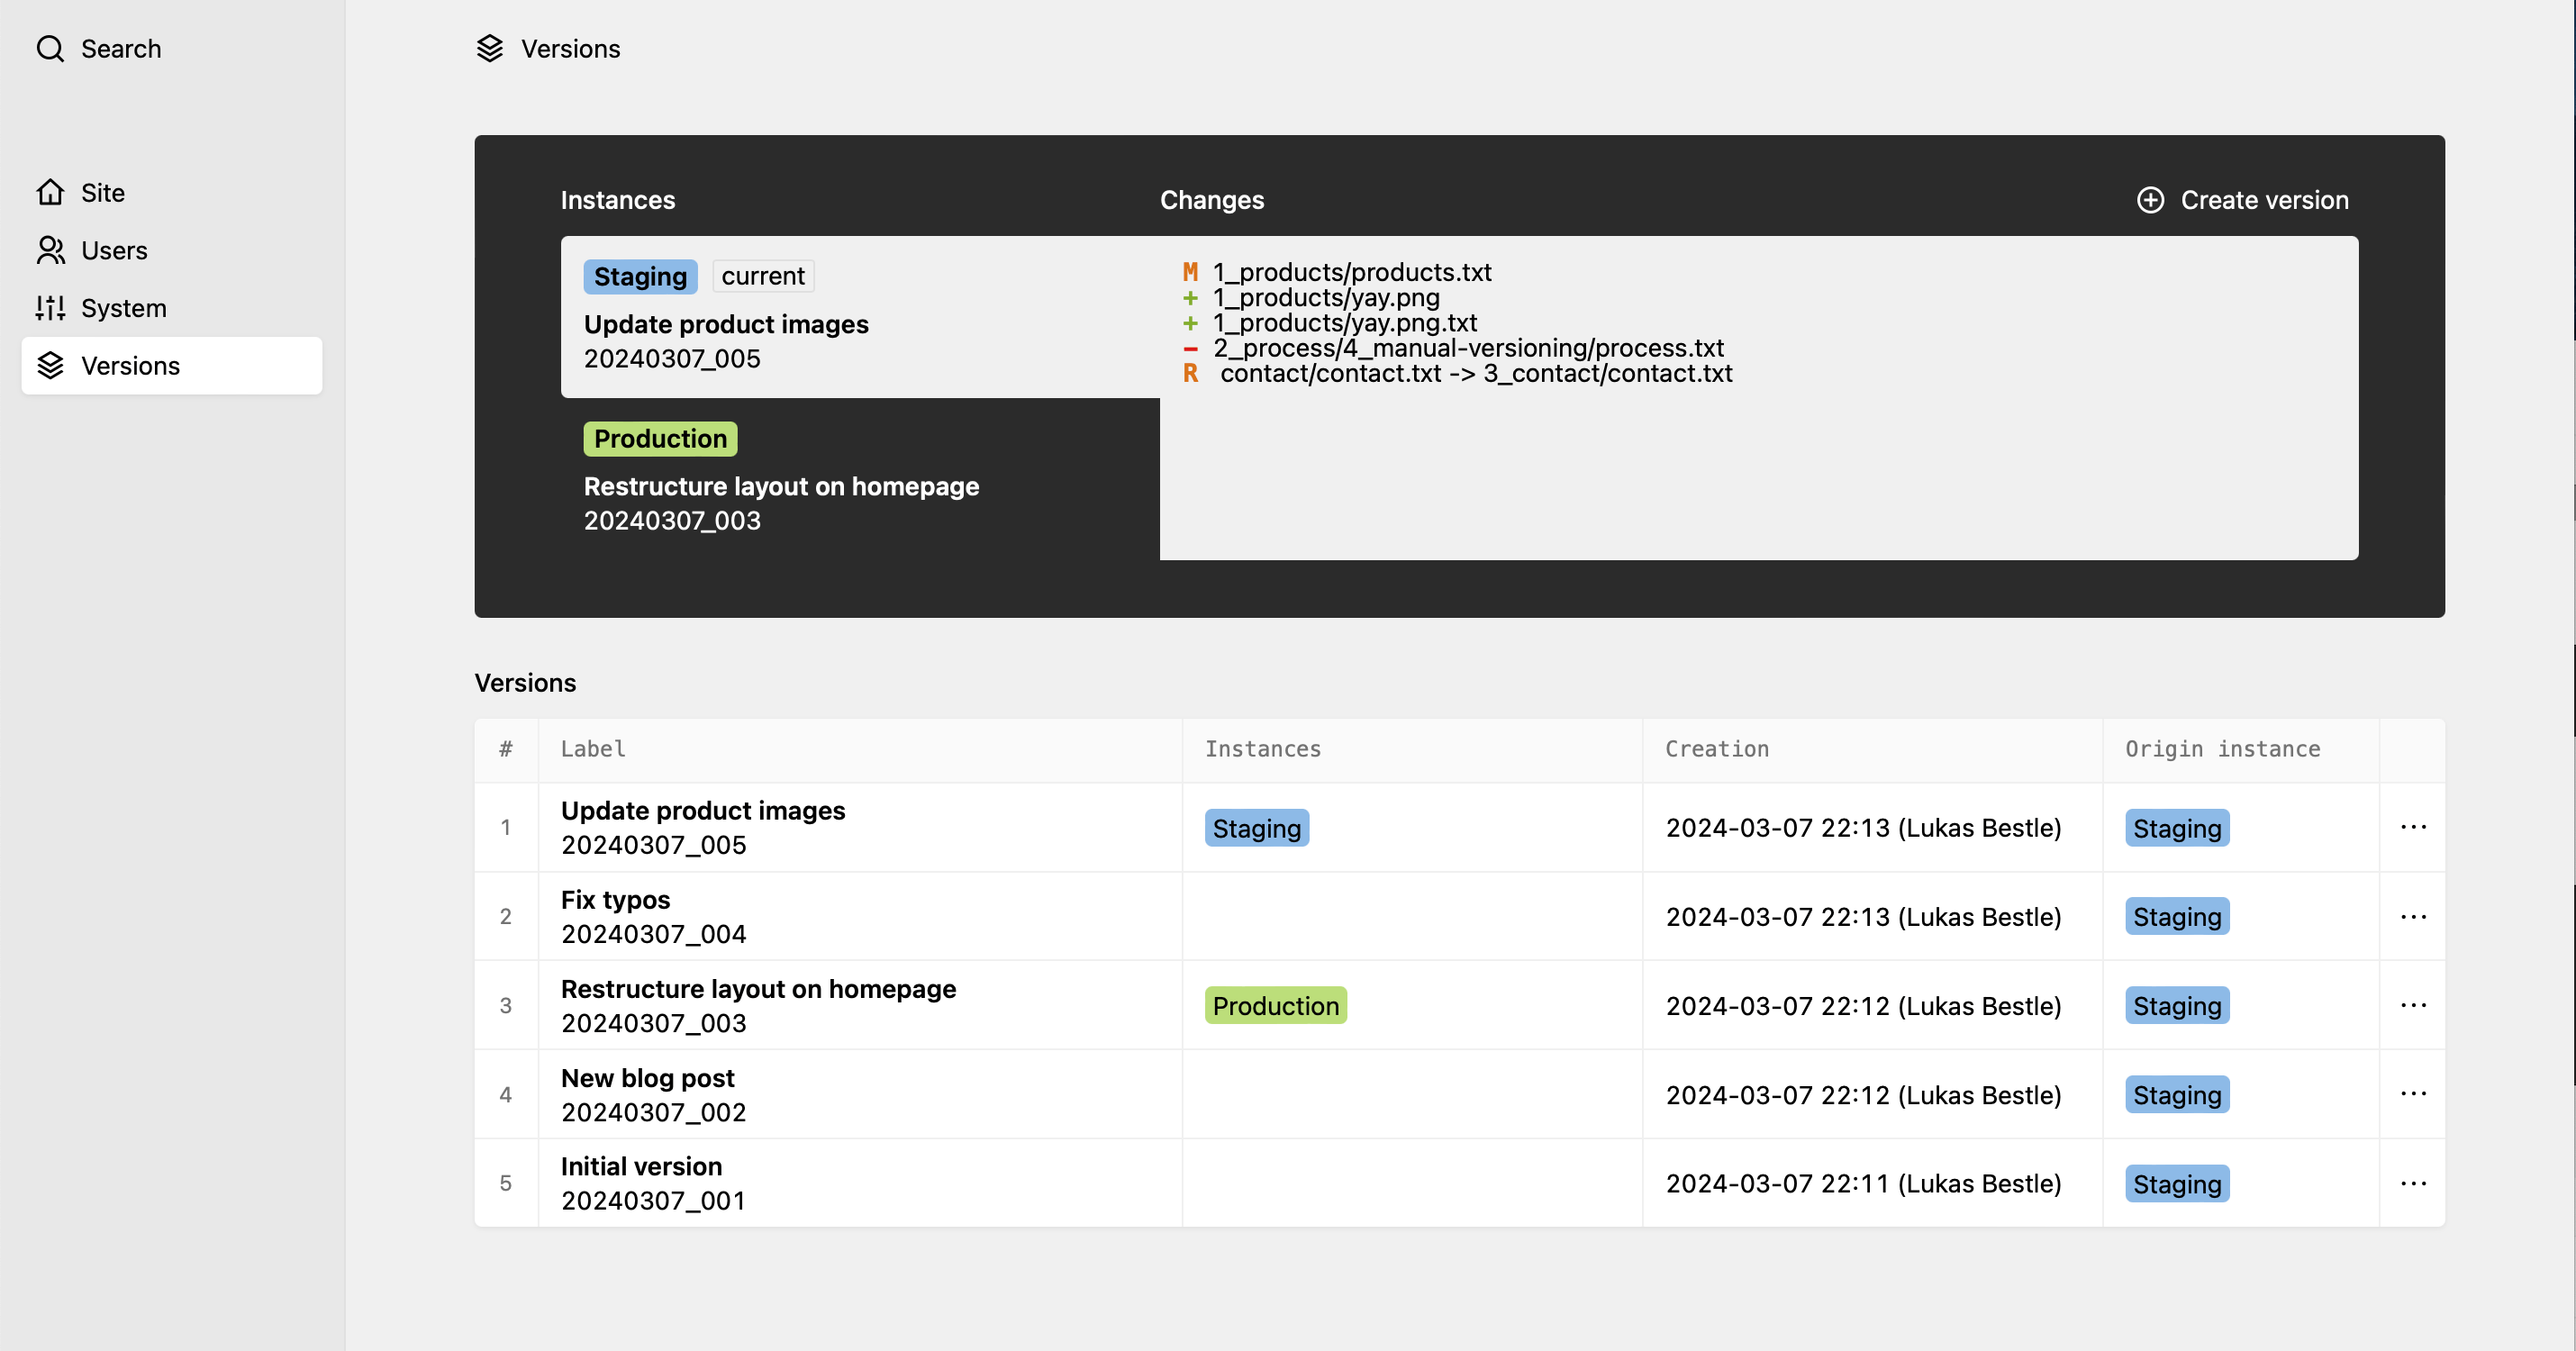 Search
Site
Users
System
Versions
Versions
Instances
Changes
Create version
Staging current
Update product images
20240307_005
Production
Restructure layout on homepage
20240307_003
M 1_products/products.txt
+ 1_products/yay.png
+ 1_products/yay.png.txt
– 2_process/4_manual-versioning/process.txt
R contact/contact.txt -> 3_contact/contact.txt
Versions
# Label Instances Creation Origin instance
1 Update product images
20240307_005
Staging 2024-03-07 22:13 (Lukas Bestle) Staging ...
2 Fix typos
20240307_004
2024-03-07 22:13 (Lukas Bestle) Staging ...
3 Restructure layout on homepage
20240307_003
Production 2024-03-07 22:12 (Lukas Bestle) Staging ...
4 New blog post
20240307_002
2024-03-07 22:12 (Lukas Bestle) Staging ...
5 Initial version
20240307_001
2024-03-07 22:11 (Lukas Bestle) Staging ...